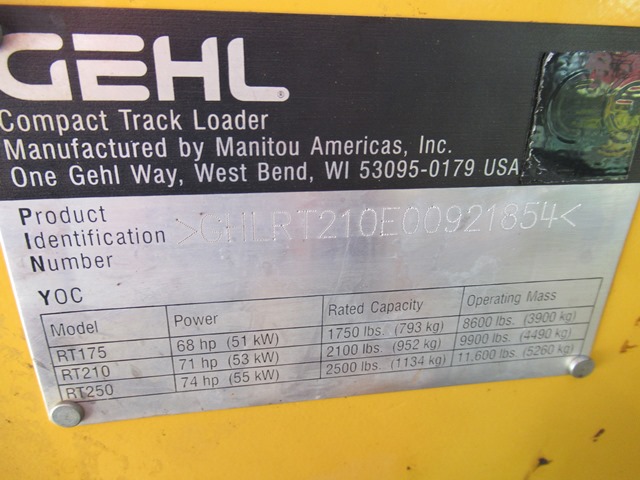 GEHL®
Compact Track Loader
Manufactured by Manitou Americas, Inc.
One Gehl Way, West Bend, WI 53095-0179 USA
Product
Identification >GHLRT210E00921854<
Number
YOC
Model Power Rated Capacity Operating Mass
RT175 68 hp (51 kW) 1750 lbs. (793 kg) 8600 lbs. (3900 kg)
RT210 71 hp (53 kW) 2100 lbs. (952 kg) 9900 lbs. (4490 kg)
RT250 74 hp (55 kW) 2500 lbs. (1134 kg) 11,600 lbs. (5260 kg)